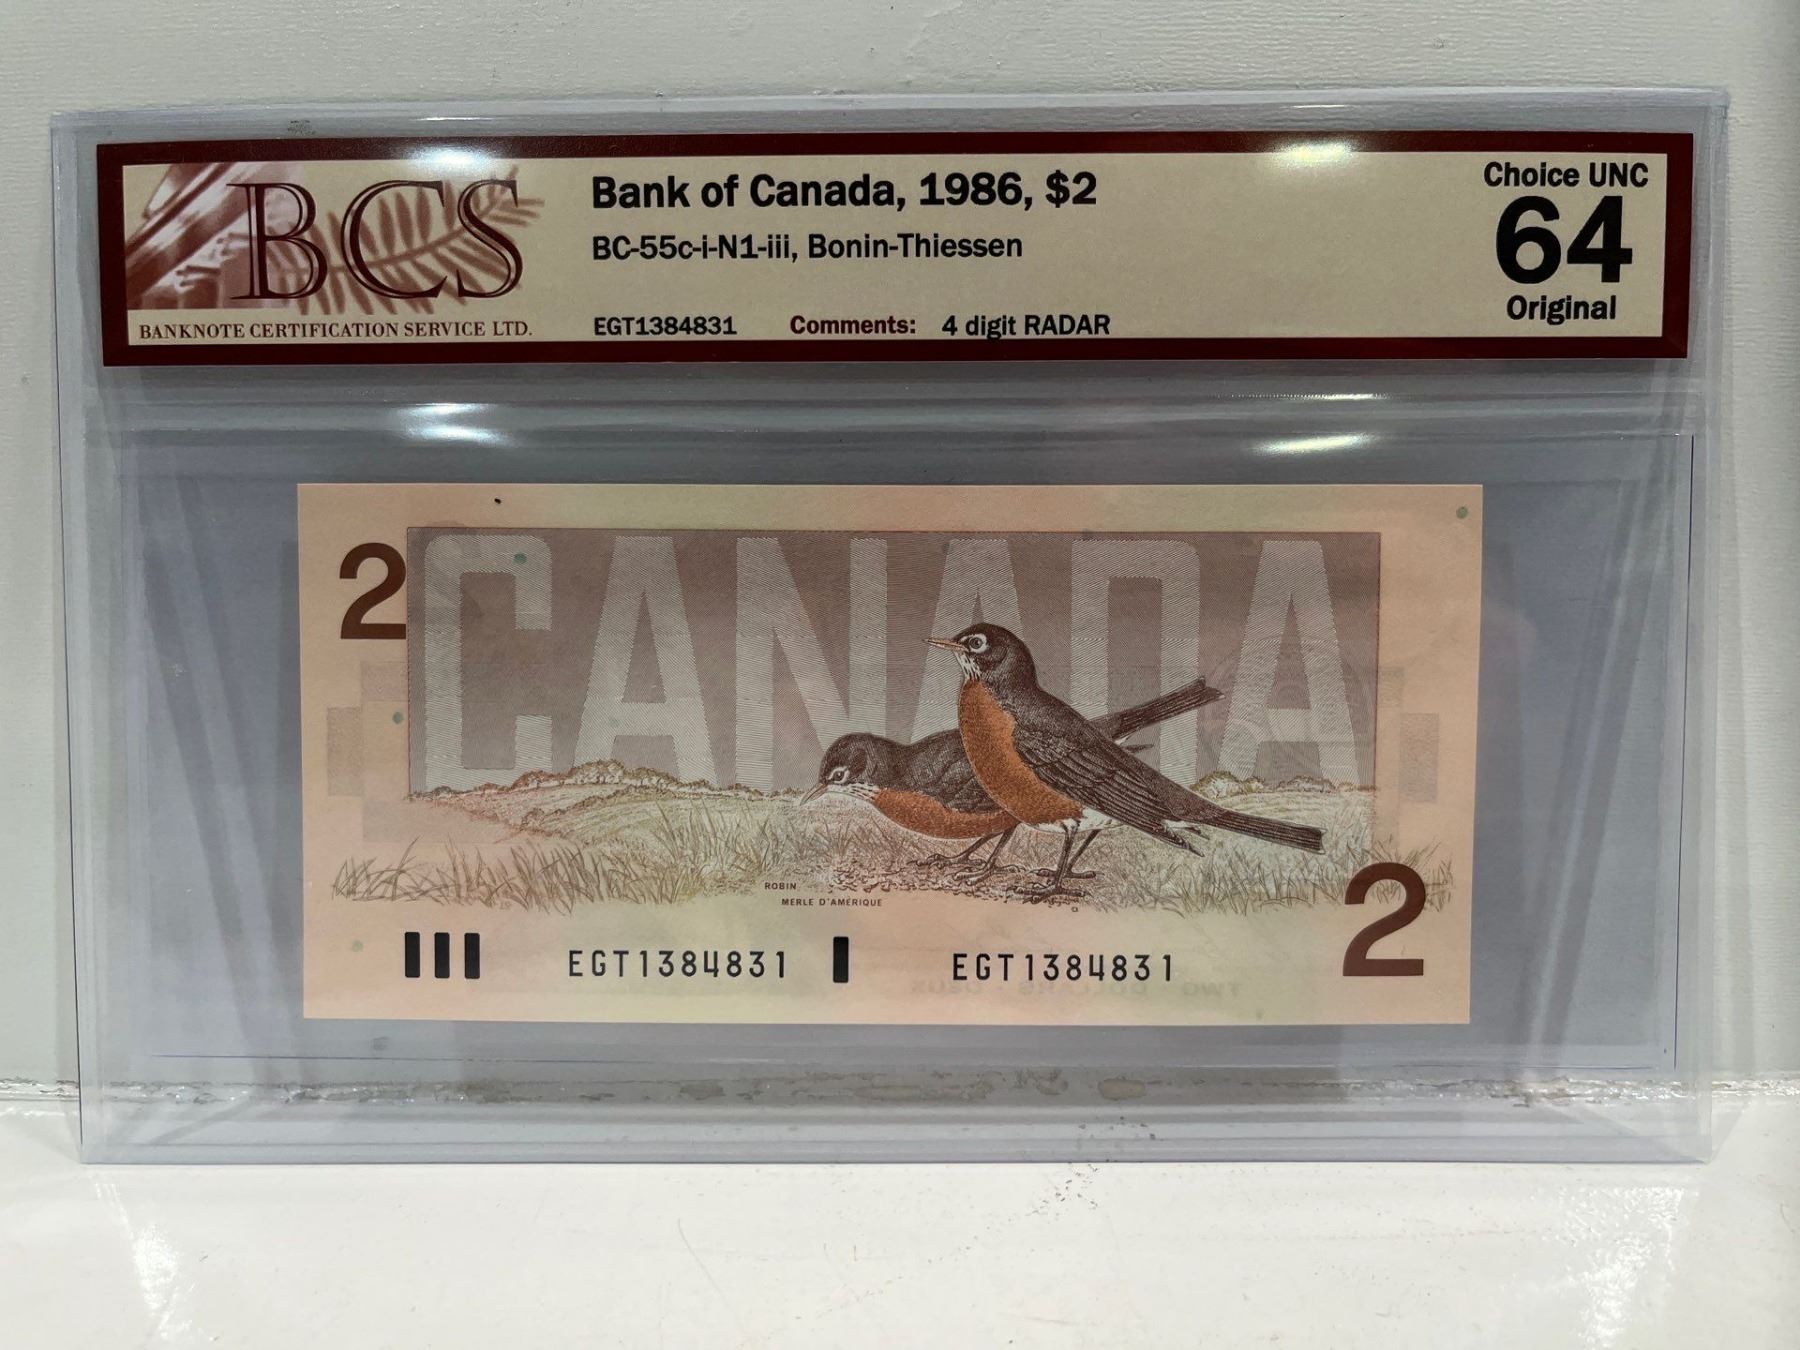 BCS
BANKNOTE CERTIFICATION SERVICE LTD.
Bank of Canada, 1986, $2
BC-55c-i-N1-iii, Bonin-Thiessen
EGT1384831 Comments: 4 digit RADAR
Choice UNC
64
Original
2
CANADA
ROBIN
MERLE D'AMÉRIQUE
EGT1384831
EGT1384831
2